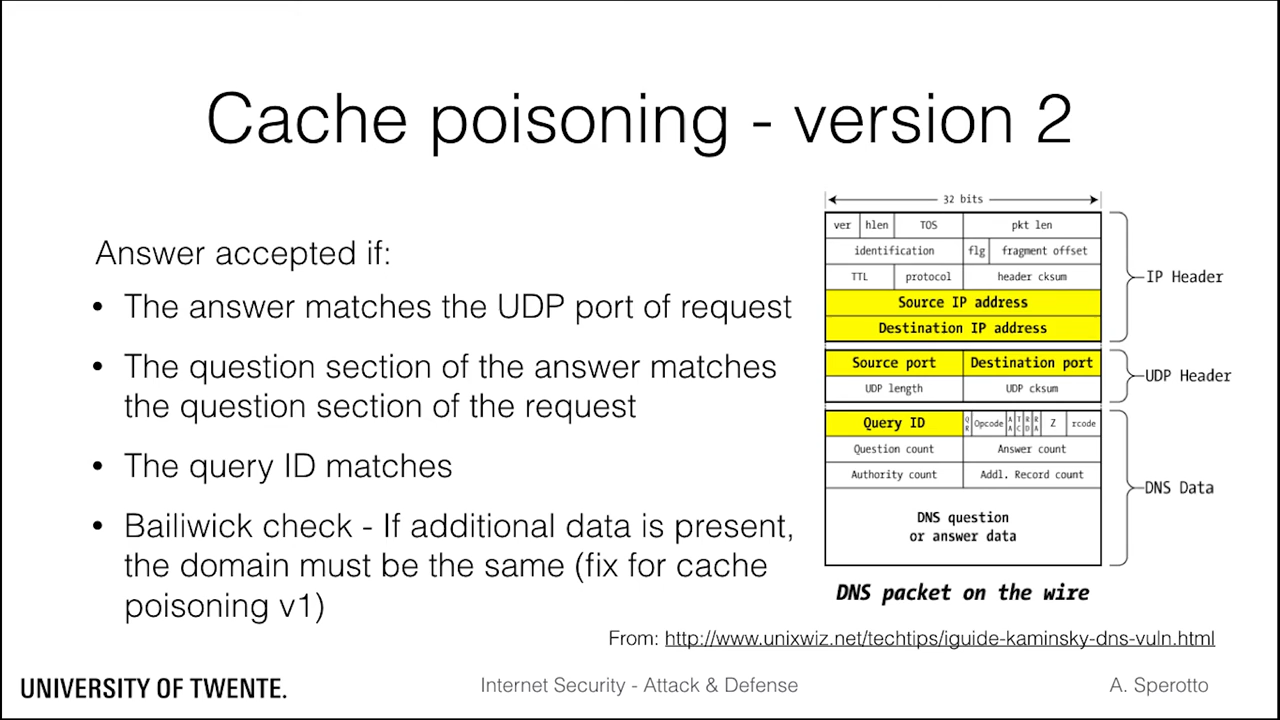 Cache poisoning - version 2
Answer accepted if:
• The answer matches the UDP port of request
• The question section of the answer matches
the question section of the request
• The query ID matches
• Bailiwick check - If additional data is present,
the domain must be the same (fix for cache
poisoning v1)
32 bits
ver hlen TOS pkt len
identification flg fragment offset
TTL protocol header cksum
Source IP address
Destination IP address
IP Header
Source port Destination port
UDP length UDP cksum
UDP Header
Query ID QR Opcode AA TC RD RA Z rcode
Question count Answer count
Authority count Addl. Record count
DNS question
or answer data
DNS Data
DNS packet on the wire
From: http://www.unixwiz.net/techtips/iguide-kaminsky-dns-vuln.html
UNIVERSITY OF TWENTE.
Internet Security - Attack & Defense
A. Sperotto